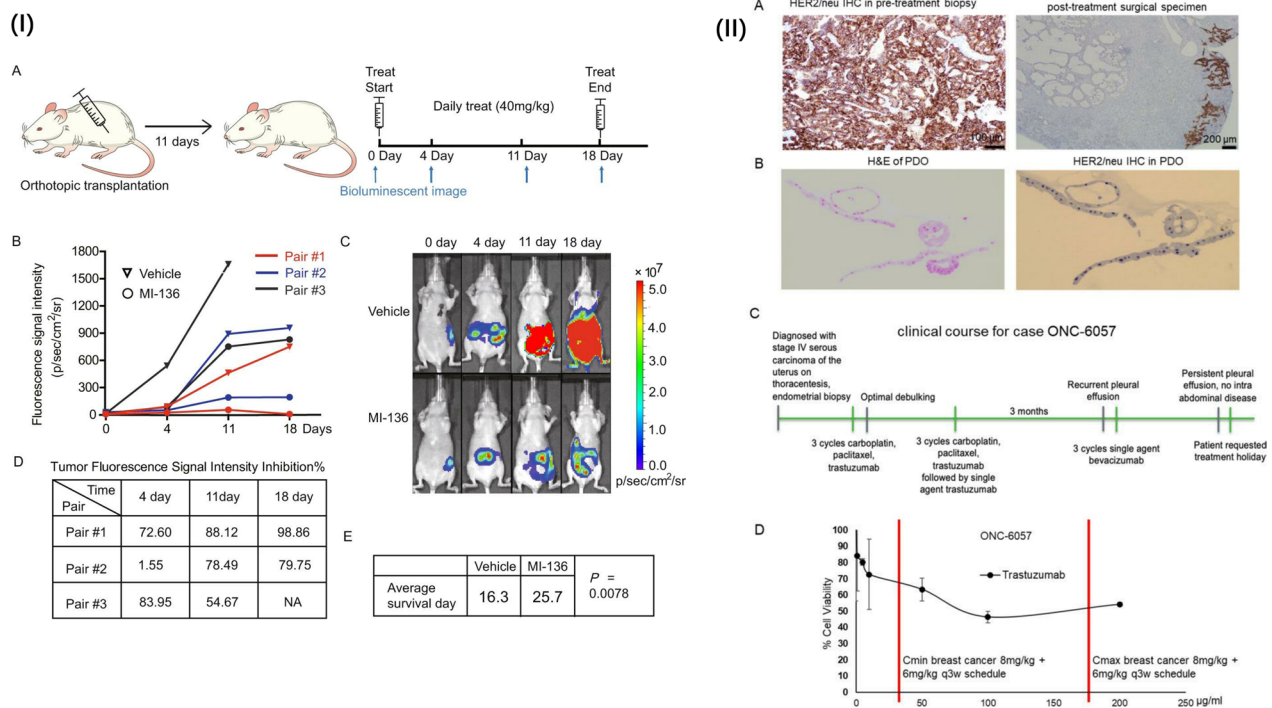 (I)
A
Treat
Start
Treat
End
Daily treat (40mg/kg)
11 days
0 Day
4 Day
11 Day
18 Day
Orthotopic transplantation
Bioluminescent image
B
Fluorescence signal intensity
(p/sec/cm²/sr)
1800
1500
1200
900
600
300
0
0
4
11
18
Days
Vehicle
MI-136
Pair #1
Pair #2
Pair #3
C
0 day
4 day
11 day
18 day
Vehicle
MI-136
× 10⁷
5.0
4.0
3.0
2.0
1.0
0.0
p/sec/cm²/sr
D
Tumor Fluorescence Signal Intensity Inhibition%
Time
Pair
4 day
11day
18 day
Pair #1
72.60
88.12
98.86
Pair #2
1.55
78.49
79.75
Pair #3
83.95
54.67
NA
E
Vehicle
MI-136
Average
survival day
16.3
25.7
P =
0.0078
(II)
A
HER2/neu IHC in pre-treatment biopsy
post-treatment surgical specimen
100 µm
200 µm
B
H&E of PDO
HER2/neu IHC in PDO
C
clinical course for case ONC-6057
Diagnosed with
stage IV serous
carcinoma of the
uterus on
thoracentesis,
endometrial biopsy
Optimal debulking
3 months
Recurrent pleural
effusion
Persistent pleural
effusion, no intra
abdominal disease
3 cycles carboplatin,
paclitaxel,
trastuzumab
3 cycles carboplatin,
paclitaxel,
trastuzumab
followed by single
agent trastuzumab
3 cycles single agent
bevacizumab
Patient requested
treatment holiday
D
ONC-6057
Trastuzumab
% Cell Viability
100
90
80
70
60
50
40
30
20
10
0
Cmin breast cancer 8mg/kg +
6mg/kg q3w schedule
Cmax breast cancer 8mg/kg +
6mg/kg q3w schedule
0
50
100
150
200
250
µg/ml